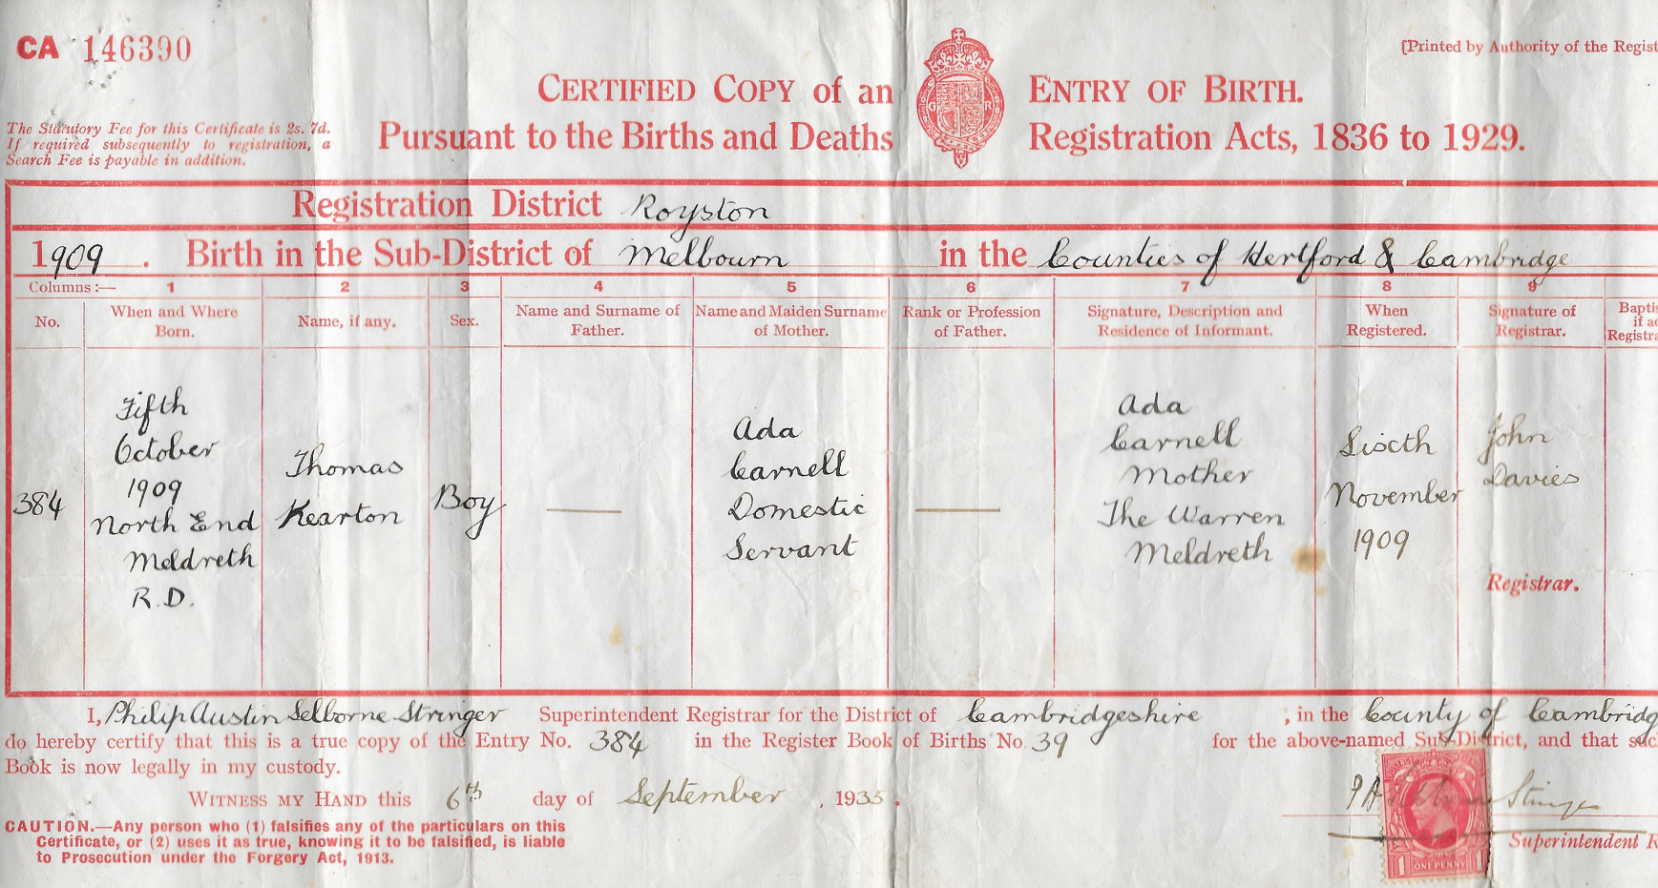 CA 146390
[Printed by Authority of the Regist
CERTIFIED COPY of an ENTRY OF BIRTH.
The Statutory Fee for this Certificate is 2s. 7d.
If required subsequently to registration, a
Search Fee is payable in addition.
Pursuant to the Births and Deaths Registration Acts, 1836 to 1929.
G R
Registration District Royston
1909. Birth in the Sub-District of Melbourn in the Counties of Hertford & Cambridge
Columns:— 1 2 3 4 5 6 7 8 9
No.
When and Where
Born.
Name, if any.
Sex.
Name and Surname of
Father.
Name and Maiden Surname
of Mother.
Rank or Profession
of Father.
Signature, Description and
Residence of Informant.
When
Registered.
Signature of
Registrar.
Bapti
if ad
Registra
384
Fifth
October
1909
North End
Meldreth
R.D.
Thomas
Kearton
Boy
—
Ada
Carnell
Domestic
Servant
—
Ada
Carnell
Mother
The Warren
Meldreth
Sixth
November
1909
John
Davies
Registrar.
I, Philip Austin Selborne Stringer Superintendent Registrar for the District of Cambridgeshire, in the County of Cambridg
do hereby certify that this is a true copy of the Entry No. 384 in the Register Book of Births No 39 for the above-named Sub-District, and that suc
Book is now legally in my custody.
WITNESS MY HAND this 6th day of September, 1935.
P A S Stringer
CAUTION.—Any person who (1) falsifies any of the particulars on this
Certificate, or (2) uses it as true, knowing it to be falsified, is liable
to Prosecution under the Forgery Act, 1913.
Superintendent R
1 ONE PENNY 1